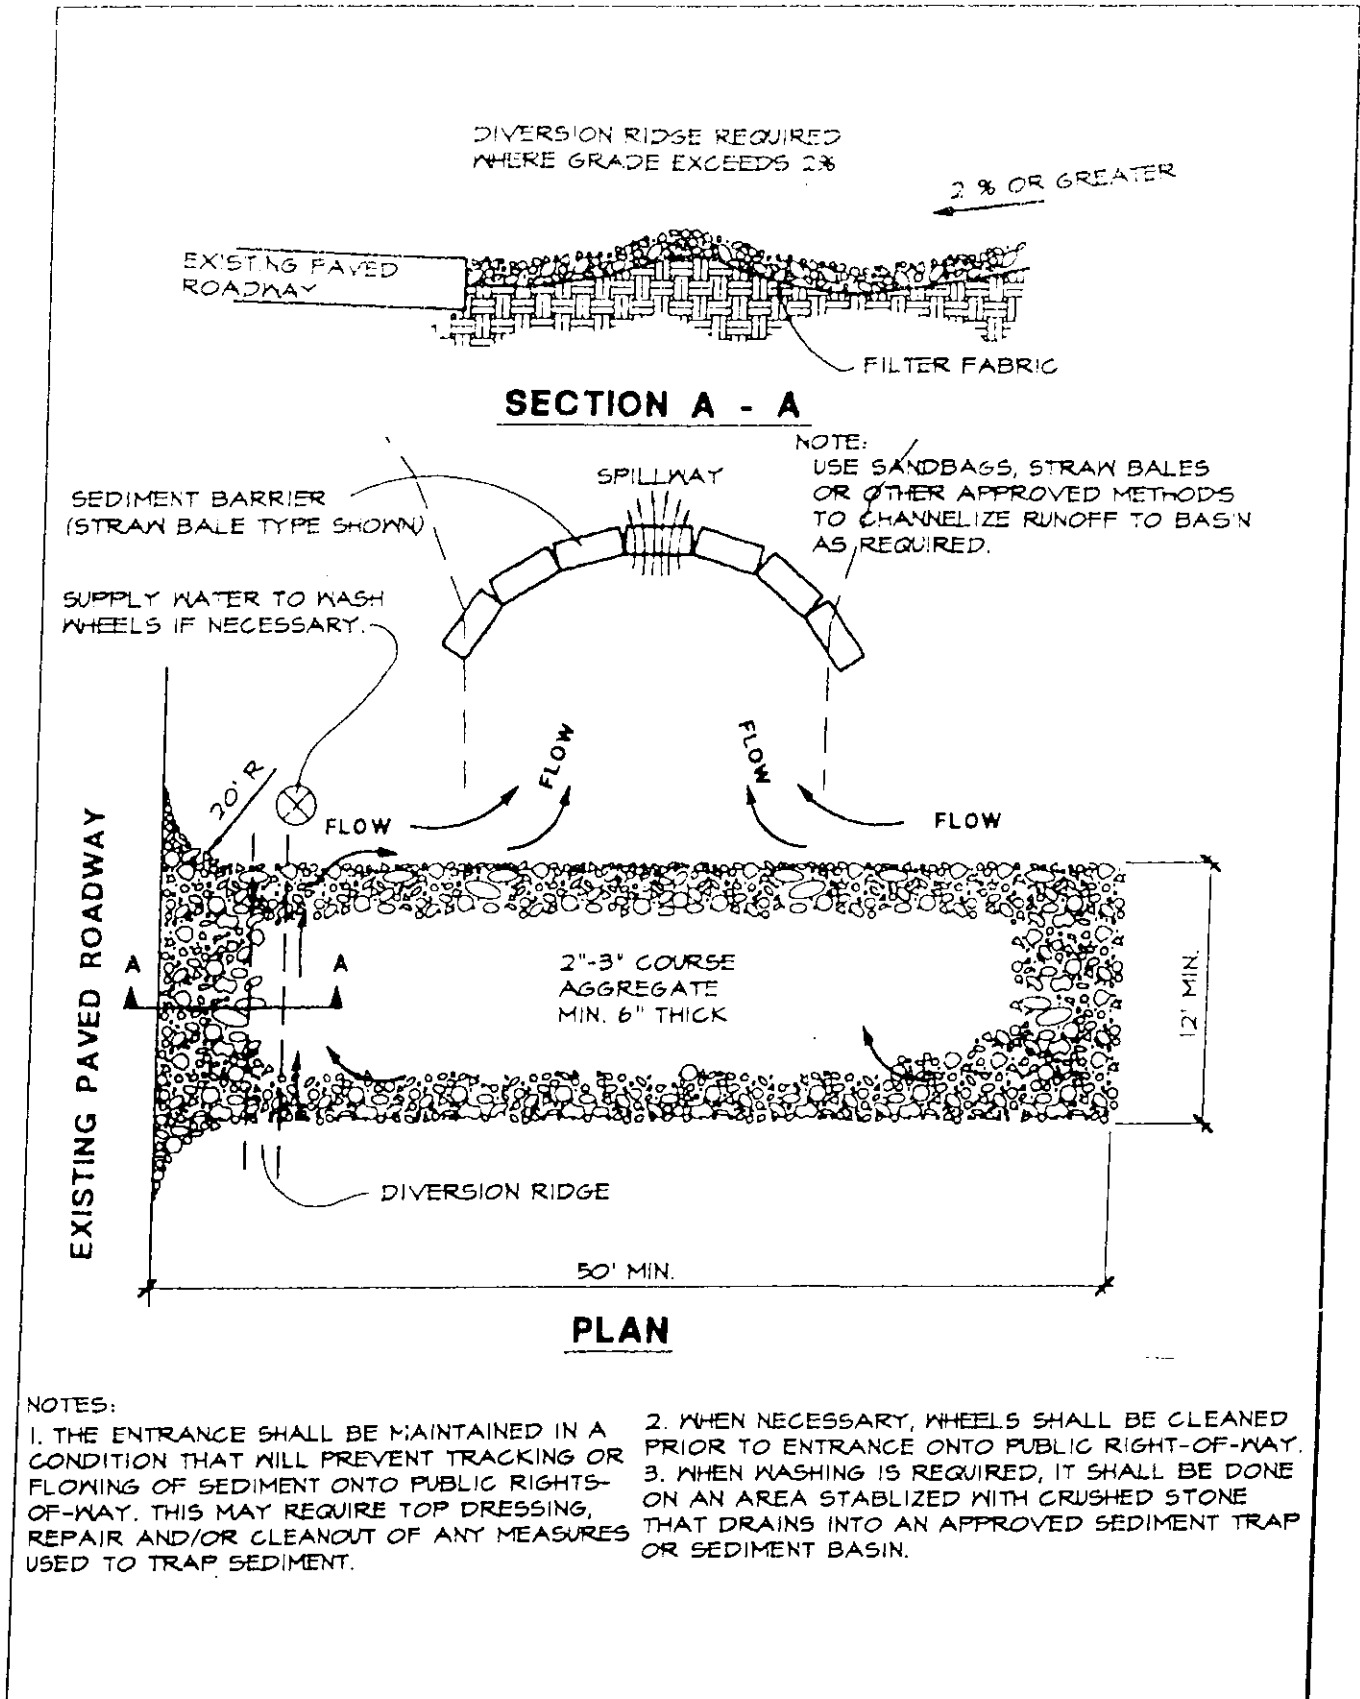 DIVERSION RIDGE REQUIRED
WHERE GRADE EXCEEDS 2%
2 % OR GREATER
EXISTING PAVED
ROADWAY
FILTER FABRIC
SECTION A - A
NOTE:
USE SANDBAGS, STRAW BALES
OR OTHER APPROVED METHODS
TO CHANNELIZE RUNOFF TO BASIN
AS REQUIRED.
SPILLWAY
SEDIMENT BARRIER
(STRAW BALE TYPE SHOWN)
SUPPLY WATER TO WASH
WHEELS IF NECESSARY.
FLOW
FLOW
20' R
FLOW
FLOW
EXISTING PAVED ROADWAY
A
A
2"-3" COURSE
AGGREGATE
MIN. 6" THICK
12' MIN.
DIVERSION RIDGE
50' MIN.
PLAN
NOTES:
1. THE ENTRANCE SHALL BE MAINTAINED IN A
CONDITION THAT WILL PREVENT TRACKING OR
FLOWING OF SEDIMENT ONTO PUBLIC RIGHTS-
OF-WAY. THIS MAY REQUIRE TOP DRESSING,
REPAIR AND/OR CLEANOUT OF ANY MEASURES
USED TO TRAP SEDIMENT.
2. WHEN NECESSARY, WHEELS SHALL BE CLEANED
PRIOR TO ENTRANCE ONTO PUBLIC RIGHT-OF-WAY.
3. WHEN WASHING IS REQUIRED, IT SHALL BE DONE
ON AN AREA STABLIZED WITH CRUSHED STONE
THAT DRAINS INTO AN APPROVED SEDIMENT TRAP
OR SEDIMENT BASIN.